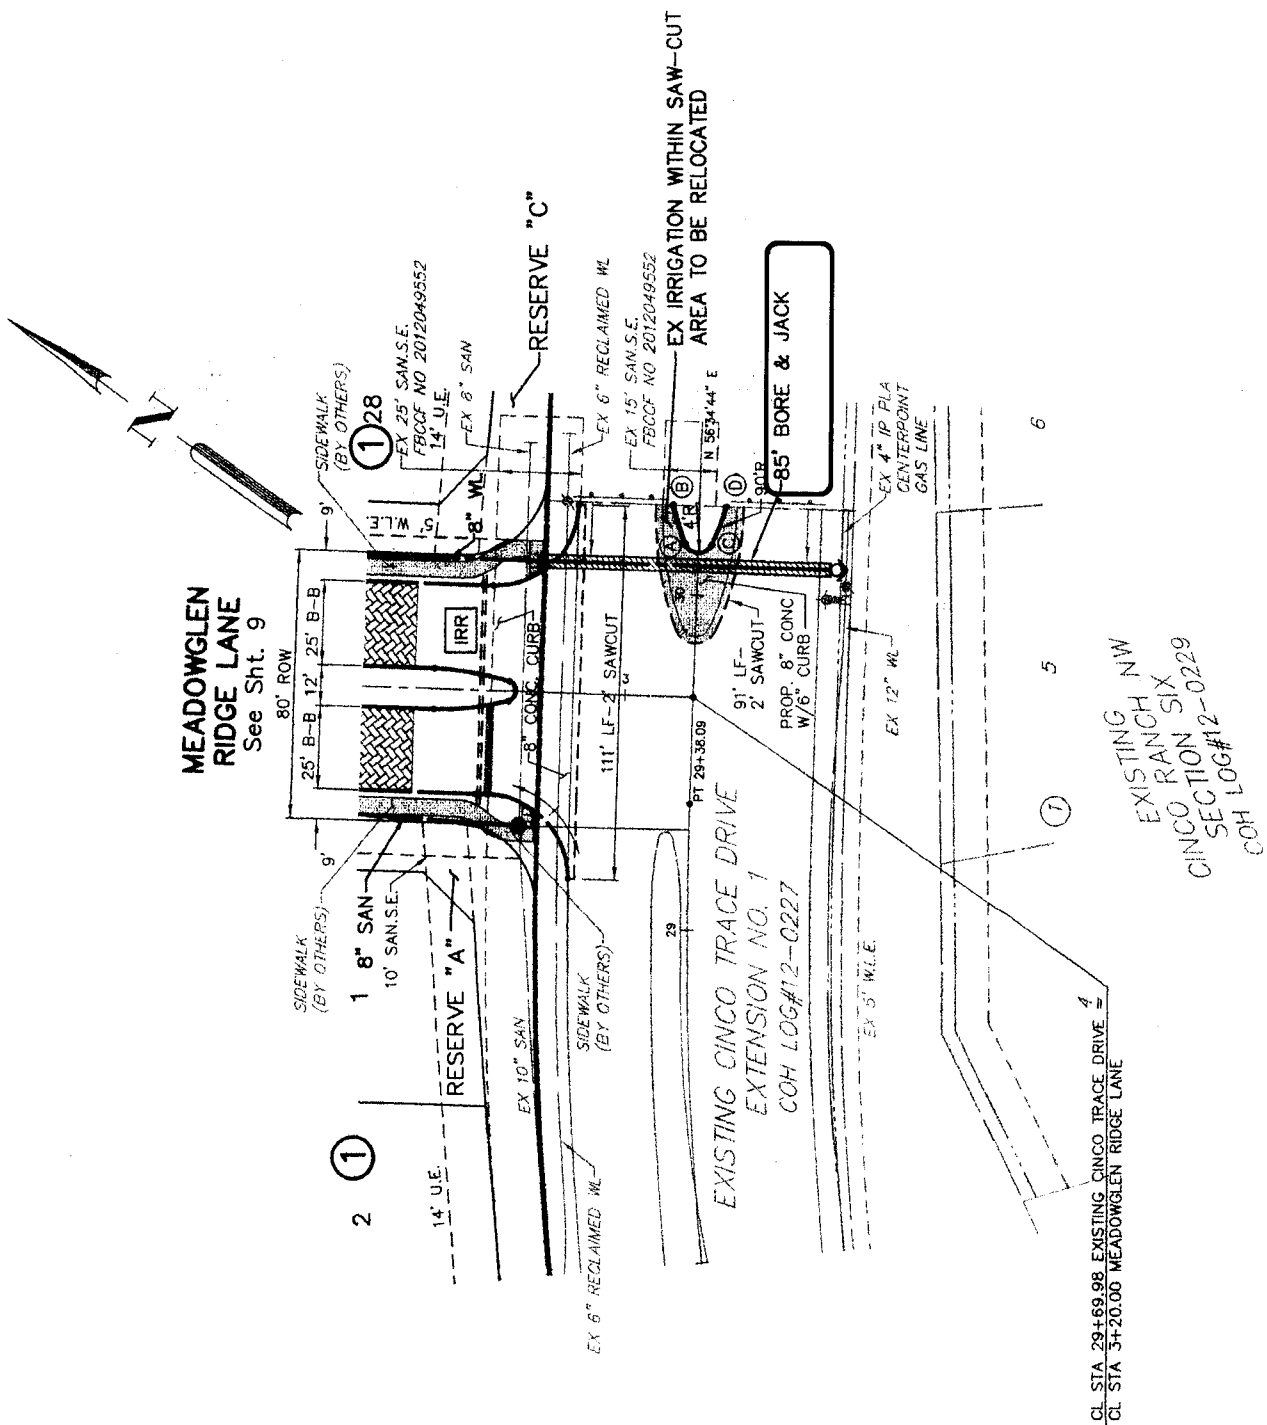 MEADOWGLEN
RIDGE LANE
See Sht. 9
80' ROW
25' B-B
12'
25' B-B
9'
9'
N
SIDEWALK
(BY OTHERS)
1
28
EX 25' SAN.S.E.
FBCCF NO 2012049552
14' U.E.
EX 8" SAN
RESERVE "C"
EX 6" RECLAIMED WL
EX 15' SAN.S.E.
FBCCF NO 2012049552
EX IRRIGATION WITHIN SAW-CUT
AREA TO BE RELOCATED
N 56°34'44" E
85' BORE & JACK
EX 4" IP PLA
CENTERPOINT
GAS LINE
5' W.L.E.
8" WL
IRR
8" CONC. CURB
111' LF-2' SAWCUT
3
A
B
C
D
4'R
90'R
30
91' LF-
2' SAWCUT
PROP. 8" CONC
W/6" CURB
EX 12" WL
PT 29+38.09
29
SIDEWALK
(BY OTHERS)
1
8" SAN
10' SAN.S.E.
RESERVE "A"
EX 10" SAN
SIDEWALK
(BY OTHERS)
2
1
14' U.E.
EX 6" RECLAIMED WL
EXISTING CINCO TRACE DRIVE
EXTENSION NO. 1
COH LOG#12-0227
EX 5' W.L.E.
6
5
1
4
EXISTING
CINCO RANCH NW
SECTION SIX
COH LOG#12-0229
CL STA 29+69.98 EXISTING CINCO TRACE DRIVE =
CL STA 3+20.00 MEADOWGLEN RIDGE LANE